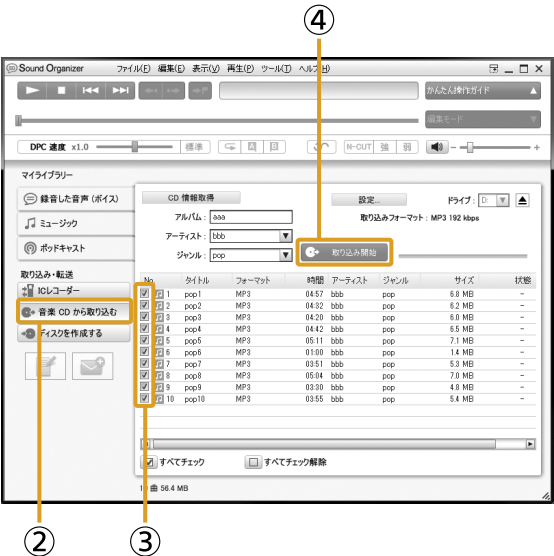 ④
Sound Organizer ファイル(F) 編集(E) 表示(V) 再生(P) ツール(T) ヘルプ(H)
かんたん操作ガイド
編集モード
DPC 速度 x1.0 標準 A B N-CUT 強 弱
マイライブラリー
録音した音声 (ボイス)
ミュージック
ポッドキャスト
取り込み・転送
ICレコーダー
音楽 CD から取り込む
ディスクを作成する
CD 情報取得 設定... ドライブ : D:
アルバム : aaa 取り込みフォーマット : MP3 192 kbps
アーティスト : bbb
ジャンル : pop 取り込み開始
No. タイトル フォーマット 時間 アーティスト ジャンル サイズ 状態
1 pop1 MP3 04:57 bbb pop 6.8 MB –
2 pop2 MP3 04:32 bbb pop 6.2 MB –
3 pop3 MP3 04:20 bbb pop 6.0 MB –
4 pop4 MP3 04:42 bbb pop 6.5 MB –
5 pop5 MP3 05:11 bbb pop 7.1 MB –
6 pop6 MP3 01:00 bbb pop 1.4 MB –
7 pop7 MP3 03:51 bbb pop 5.3 MB –
8 pop8 MP3 05:04 bbb pop 7.0 MB –
9 pop9 MP3 03:30 bbb pop 4.8 MB –
10 pop10 MP3 03:55 bbb pop 5.4 MB –
すべてチェック すべてチェック解除
曲 56.4 MB
② ③